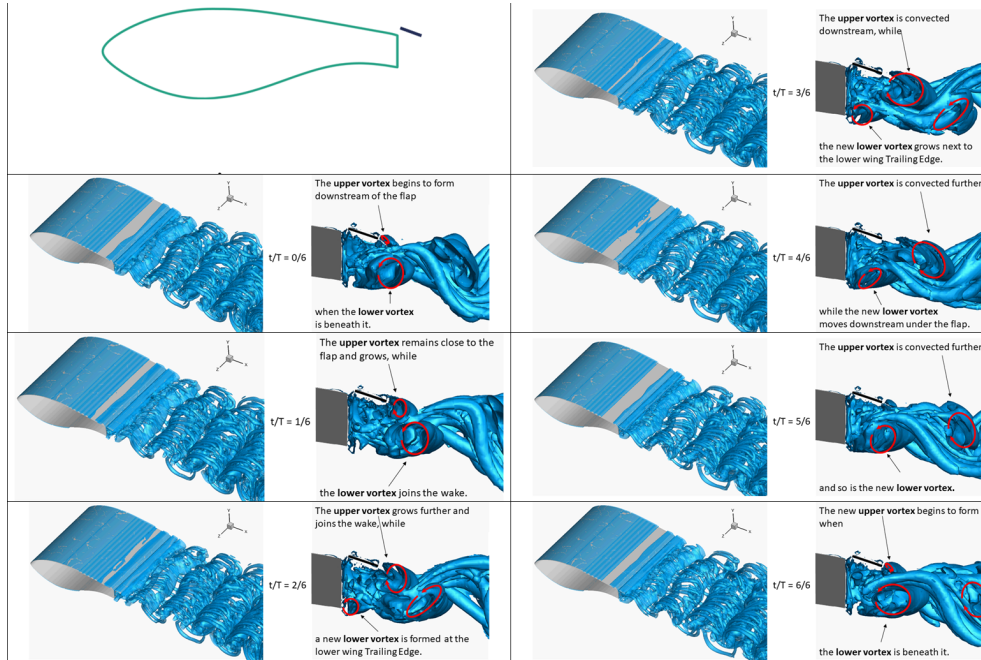 The upper vortex is convected
downstream, while
t/T = 3/6
the new lower vortex grows next to
the lower wing Trailing Edge.
The upper vortex begins to form
downstream of the flap
t/T = 0/6
when the lower vortex
is beneath it.
The upper vortex is convected further
t/T = 4/6
while the new lower vortex
moves downstream under the flap.
The upper vortex remains close to the
flap and grows, while
t/T = 1/6
the lower vortex joins the wake.
The upper vortex is convected further
t/T = 5/6
and so is the new lower vortex.
The upper vortex grows further and
joins the wake, while
t/T = 2/6
a new lower vortex is formed at the
lower wing Trailing Edge.
The new upper vortex begins to form
when
t/T = 6/6
the lower vortex is beneath it.